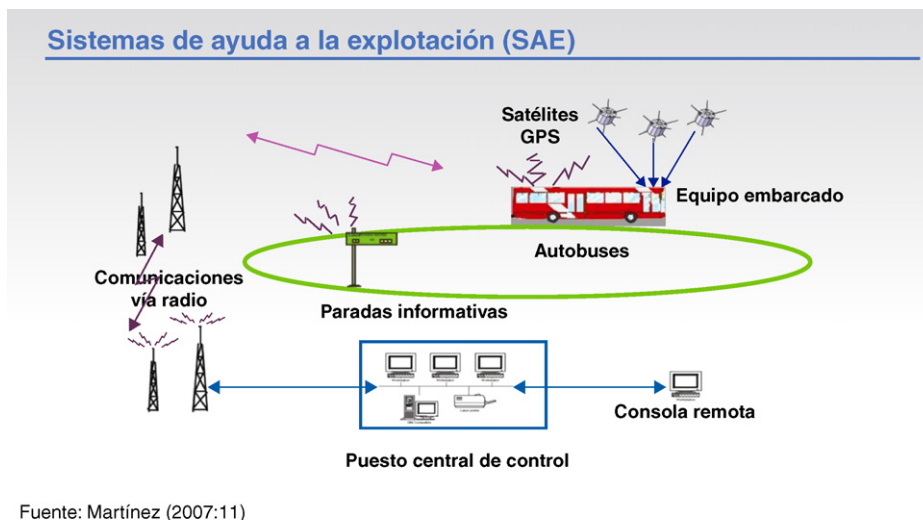 Sistemas de ayuda a la explotación (SAE)
Satélites
GPS
Equipo embarcado
Autobuses
Comunicaciones
vía radio
Paradas informativas
Consola remota
Puesto central de control
Fuente: Martínez (2007:11)